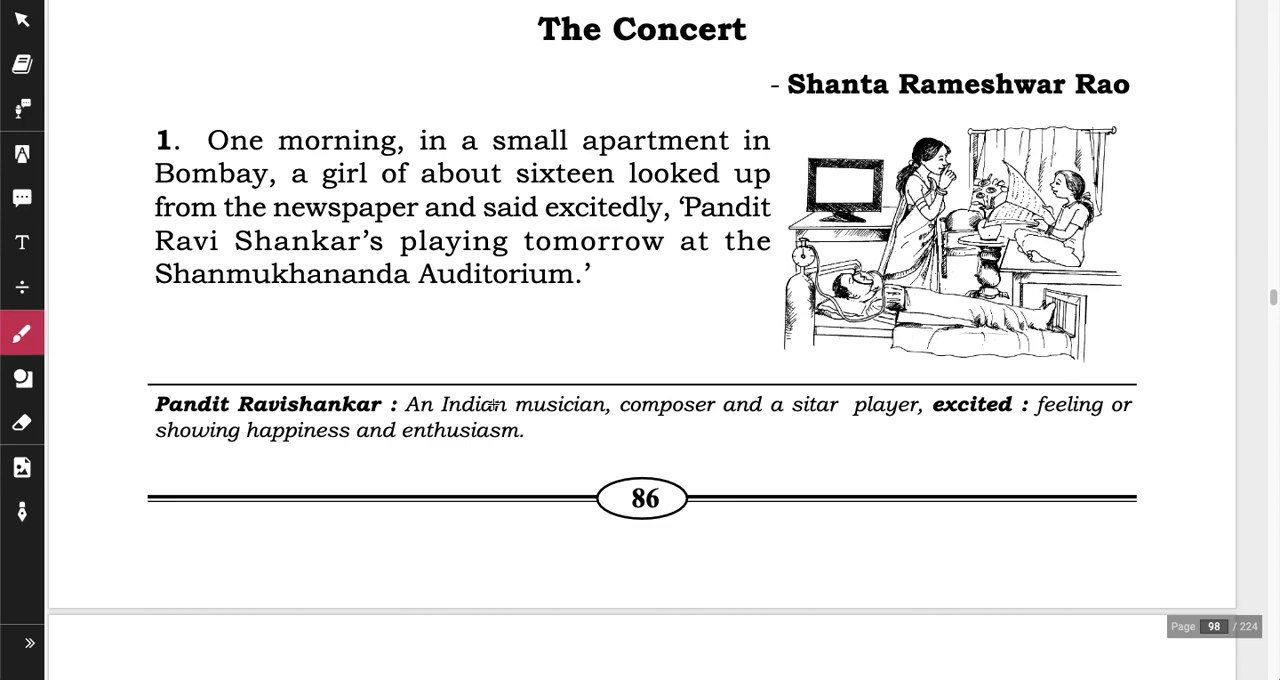 The Concert
- Shanta Rameshwar Rao
1. One morning, in a small apartment in
Bombay, a girl of about sixteen looked up
from the newspaper and said excitedly, ‘Pandit
Ravi Shankar’s playing tomorrow at the
Shanmukhananda Auditorium.’
Pandit Ravishankar : An Indian musician, composer and a sitar player, excited : feeling or
showing happiness and enthusiasm.
86
Page 98 / 224